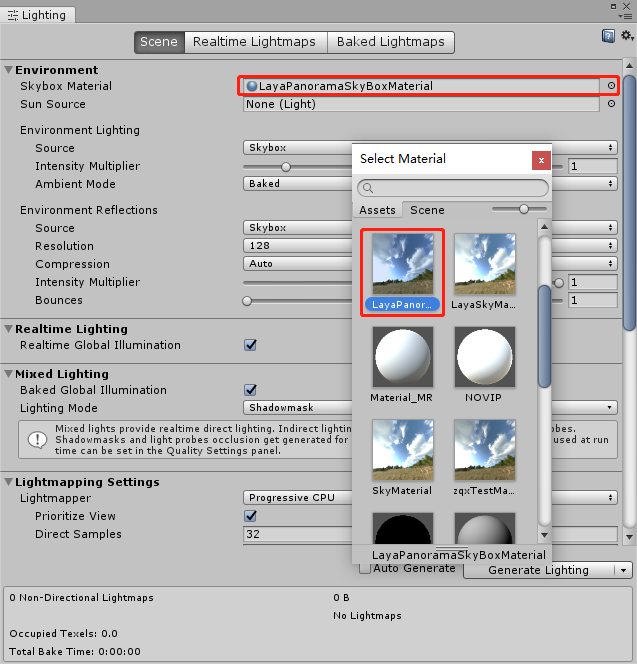 Lighting
Scene Realtime Lightmaps Baked Lightmaps
Environment
Skybox Material LayaPanoramaSkyBoxMaterial
Sun Source None (Light)
Environment Lighting
Source Skybox
Intensity Multiplier 1
Ambient Mode Baked
Environment Reflections
Source Skybox
Resolution 128
Compression Auto
Intensity Multiplier 1
Bounces 1
Realtime Lighting
Realtime Global Illumination
Mixed Lighting
Baked Global Illumination
Lighting Mode Shadowmask
Mixed lights provide realtime direct lighting. Indirect lightin
Shadowmasks and light probes occlusion get generated for
time can be set in the Quality Settings panel.
obes.
used at run
Lightmapping Settings
Lightmapper Progressive CPU
Prioritize View
Direct Samples 32
Select Material
x
Assets Scene
LayaPanor... LayaSkyMa...
Material_MR NOVIP
SkyMaterial zqxTestMa...
LayaPanoramaSkyBoxMaterial
Auto Generate Generate Lighting
0 Non-Directional Lightmaps 0 B
No Lightmaps
Occupied Texels: 0.0
Total Bake Time: 0:00:00